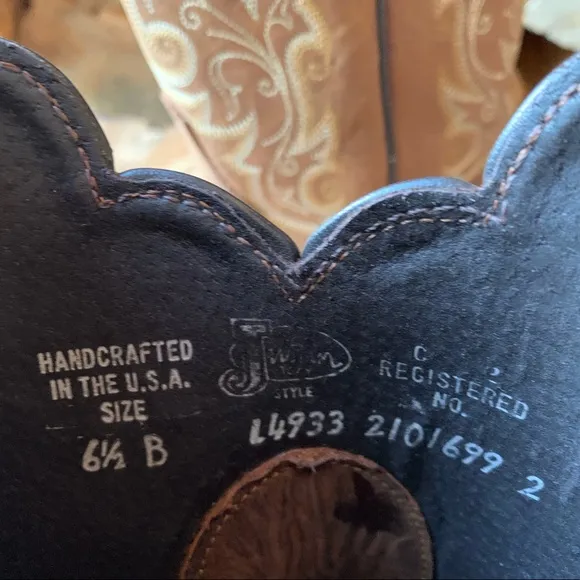 HANDCRAFTED
IN THE U.S.A.
SIZE
6½ B
Justin
STYLE
L4933
REGISTERED
NO.
2101699 2